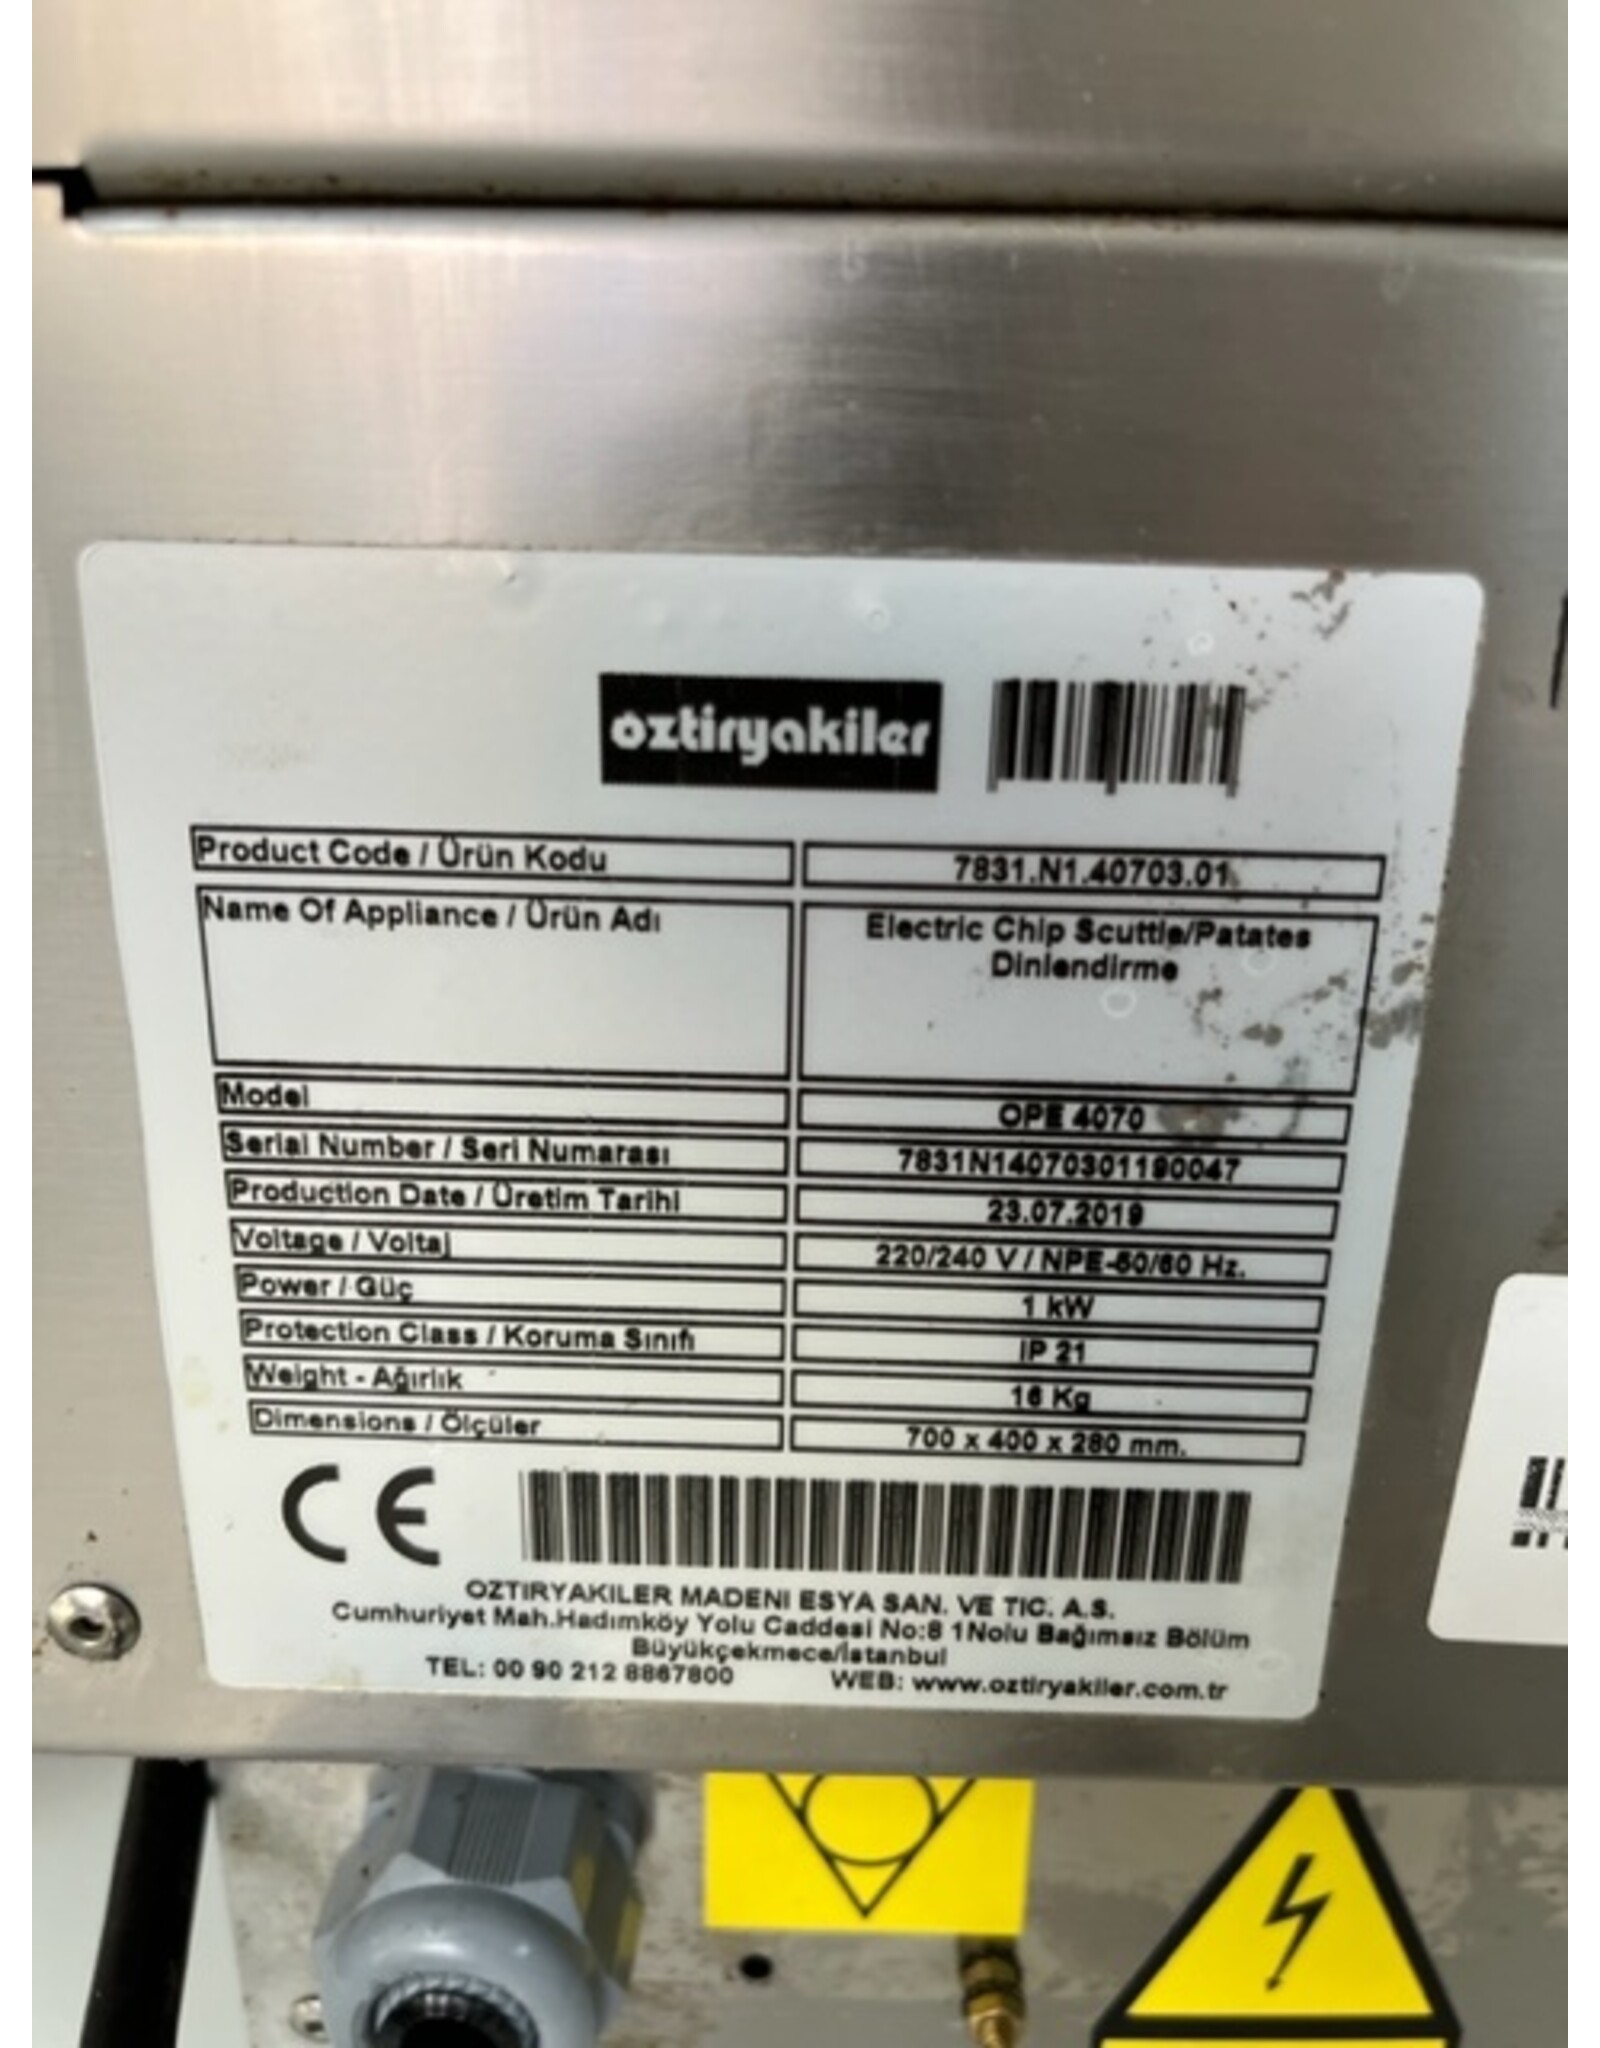 oztiryakiler
Product Code / Ürün Kodu 7831.N1.40703.01
Name Of Appliance / Ürün Adı Electric Chip Scuttle/Patates
Dinlendirme
Model OPE 4070
Serial Number / Seri Numarası 7831N14070301190047
Production Date / Üretim Tarihi 23.07.2019
Voltage / Voltaj 220/240 V / NPE-50/60 Hz.
Power / Güç 1 kW
Protection Class / Koruma Sınıfı IP 21
Weight - Ağırlık 16 Kg
Dimensions / Ölçüler 700 x 400 x 280 mm.
CE
OZTIRYAKILER MADENI ESYA SAN. VE TIC. A.S.
Cumhuriyet Mah.Hadımköy Yolu Caddesi No:8 1Nolu Bağımsız Bölüm
Büyükçekmece/İstanbul
TEL: 00 90 212 8867800 WEB: www.oztiryakiler.com.tr